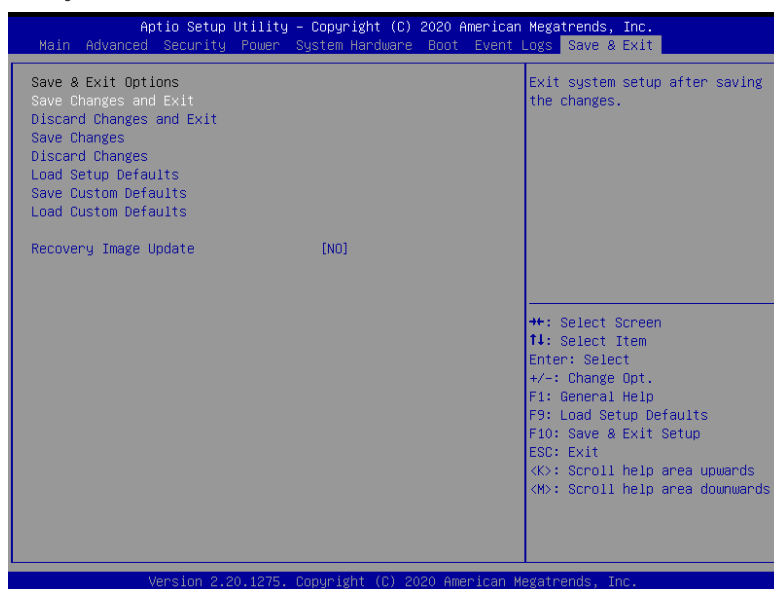 Aptio Setup Utility – Copyright (C) 2020 American Megatrends, Inc.
Main Advanced Security Power System Hardware Boot Event Logs Save & Exit
Save & Exit Options
Save Changes and Exit
Discard Changes and Exit
Save Changes
Discard Changes
Load Setup Defaults
Save Custom Defaults
Load Custom Defaults
Recovery Image Update [NO]
Exit system setup after saving
the changes.
→←: Select Screen
↑↓: Select Item
Enter: Select
+/-: Change Opt.
F1: General Help
F9: Load Setup Defaults
F10: Save & Exit Setup
ESC: Exit
<K>: Scroll help area upwards
<M>: Scroll help area downwards
Version 2.20.1275. Copyright (C) 2020 American Megatrends, Inc.